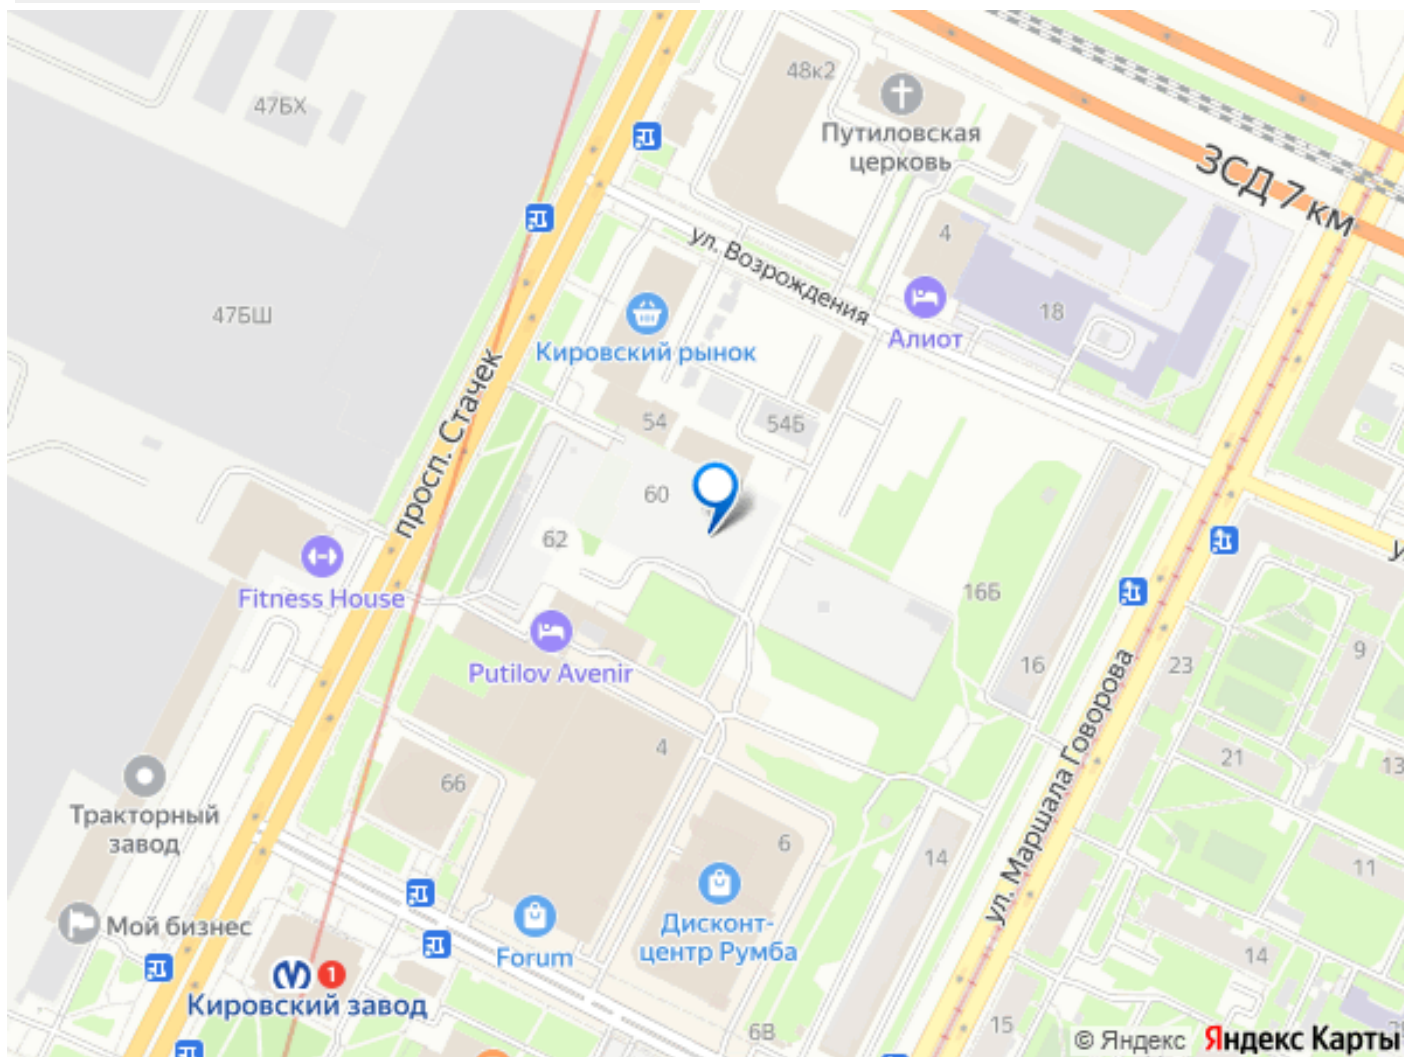 48к2
47БХ
Путиловская
церковь
ЗСД 7 км
4
ул. Возрождения
18
47БШ
Алиот
Кировский рынок
просп. Стачек
54
54Б
60
62
Fitness House
16Б
Putilov Avenir
16
23
9
ул. Маршала Говорова
4
21
13
66
Тракторный
завод
6
14
11
Дисконт-
центр Румба
Мой бизнес
Forum
14
1
Кировский завод
15
6В
© Яндекс
Яндекс Карты